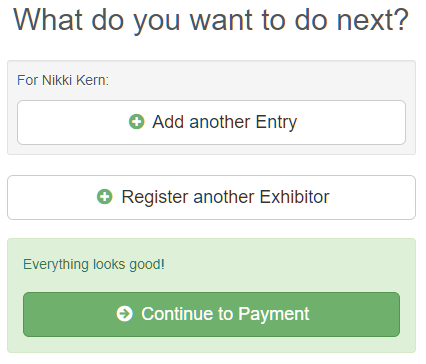 What do you want to do next?
For Nikki Kern:
Add another Entry
Register another Exhibitor
Everything looks good!
Continue to Payment